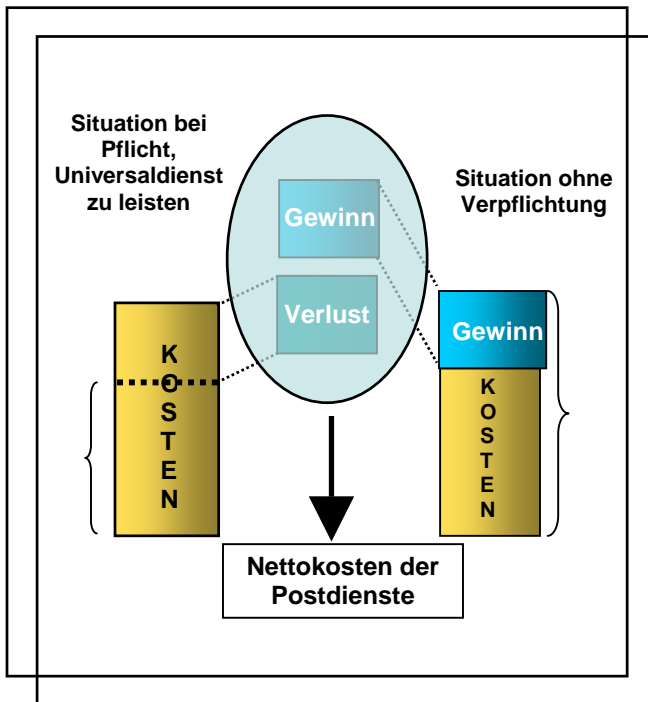 Situation bei
Pflicht,
Universaldienst
zu leisten
Gewinn
Verlust
Situation ohne
Verpflichtung
Gewinn
K
O
S
T
E
N
K
O
S
T
E
N
Nettokosten der
Postdienste